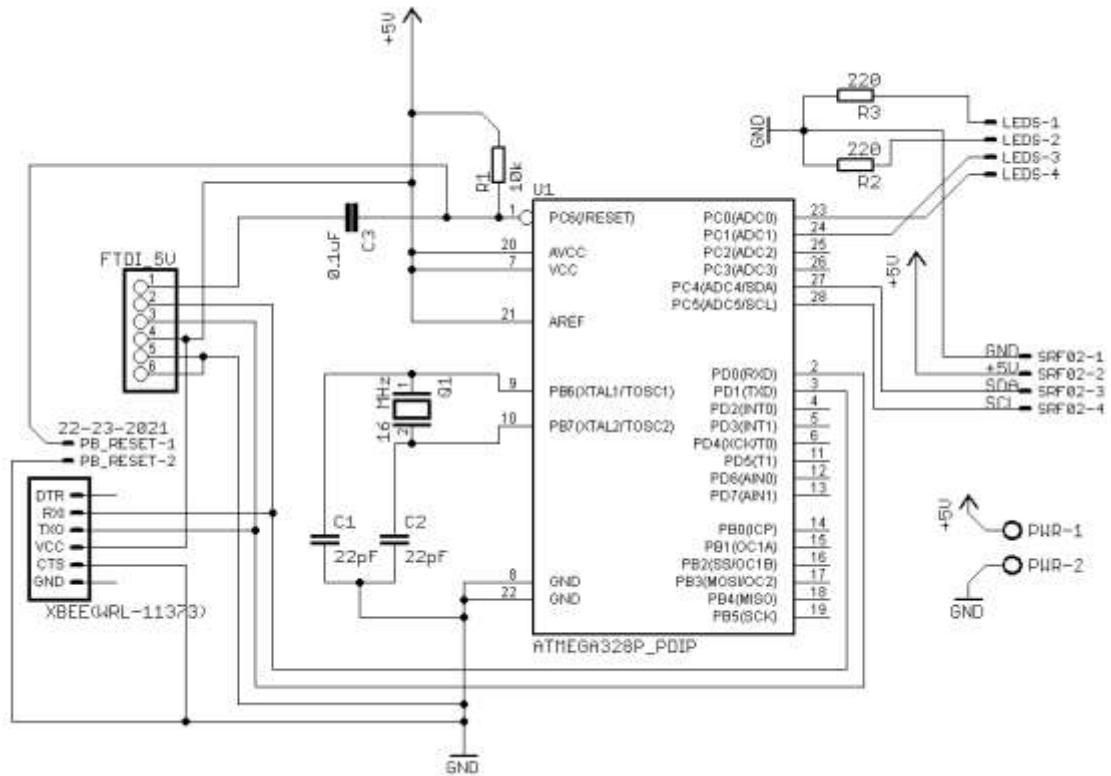 +5V
220
R3
GND
220
R2
LEDS-1
LEDS-2
LEDS-3
LEDS-4
R1
10k
U1
0.1uF
C3
1
PC6(/RESET)
20
AVCC
7
VCC
21
AREF
9
PB6(XTAL1/TOSC1)
10
PB7(XTAL2/TOSC2)
8
GND
22
GND
PC0(ADC0)
23
PC1(ADC1)
24
PC2(ADC2)
25
PC3(ADC3)
26
PC4(ADC4/SDA)
27
PC5(ADC5/SCL)
28
PD0(RXD)
2
PD1(TXD)
3
PD2(INT0)
4
PD3(INT1)
5
PD4(XCK/T0)
6
PD5(T1)
11
PD6(AIN0)
12
PD7(AIN1)
13
PB0(ICP)
14
PB1(OC1A)
15
PB2(SS/OC1B)
16
PB3(MOSI/OC2)
17
PB4(MISO)
18
PB5(SCK)
19
ATMEGA328P_PDIP
FTDI_5V
1
2
3
4
5
6
16 MHz
1
2
Q1
22-23-2021
PB_RESET-1
PB_RESET-2
DTR
RXI
TXO
VCC
CTS
GND
XBEE(WRL-11373)
C1
22pF
C2
22pF
GND
+5V
GND SRF02-1
+5V SRF02-2
SDA SRF02-3
SCL SRF02-4
+5V
PWR-1
PWR-2
GND